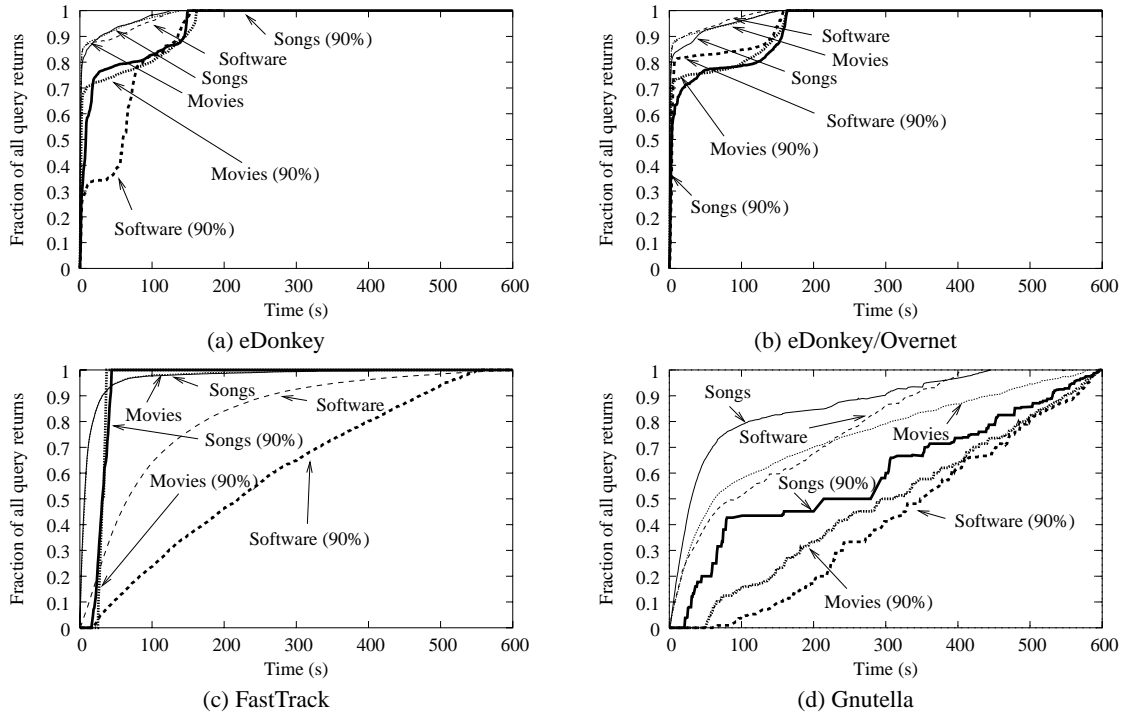 Fraction of all query returns
1
0.9
0.8
0.7
0.6
0.5
0.4
0.3
0.2
0.1
0
Songs (90%)
Software
Songs
Movies
Movies (90%)
Software (90%)
0 100 200 300 400 500 600
Time (s)
(a) eDonkey
Fraction of all query returns
1
0.9
0.8
0.7
0.6
0.5
0.4
0.3
0.2
0.1
0
Software
Movies
Songs
Software (90%)
Movies (90%)
Songs (90%)
0 100 200 300 400 500 600
Time (s)
(b) eDonkey/Overnet
Fraction of all query returns
1
0.9
0.8
0.7
0.6
0.5
0.4
0.3
0.2
0.1
0
Songs
Movies
Software
Songs (90%)
Movies (90%)
Software (90%)
0 100 200 300 400 500 600
Time (s)
(c) FastTrack
Fraction of all query returns
1
0.9
0.8
0.7
0.6
0.5
0.4
0.3
0.2
0.1
0
Songs
Software
Movies
Songs (90%)
Software (90%)
Movies (90%)
0 100 200 300 400 500 600
Time (s)
(d) Gnutella